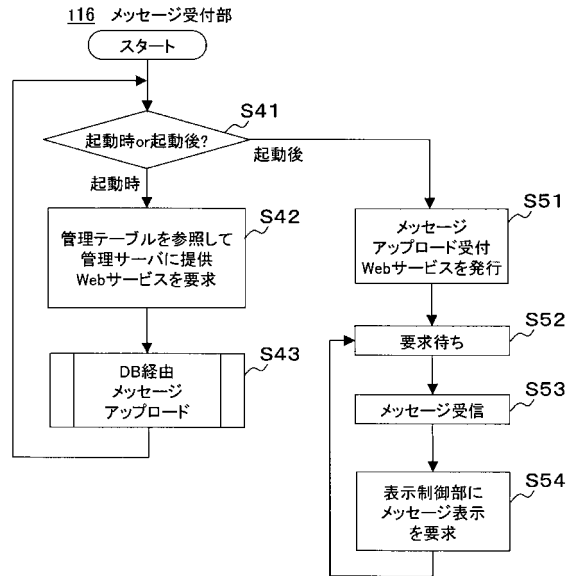 116 メッセージ受付部
スタート
S41
起動時or起動後?
起動後
起動時
S42
管理テーブルを参照して
管理サーバに提供
Webサービスを要求
S43
DB経由
メッセージ
アップロード
S51
メッセージ
アップロード受付
Webサービスを発行
S52
要求待ち
S53
メッセージ受信
S54
表示制御部に
メッセージ表示
を要求